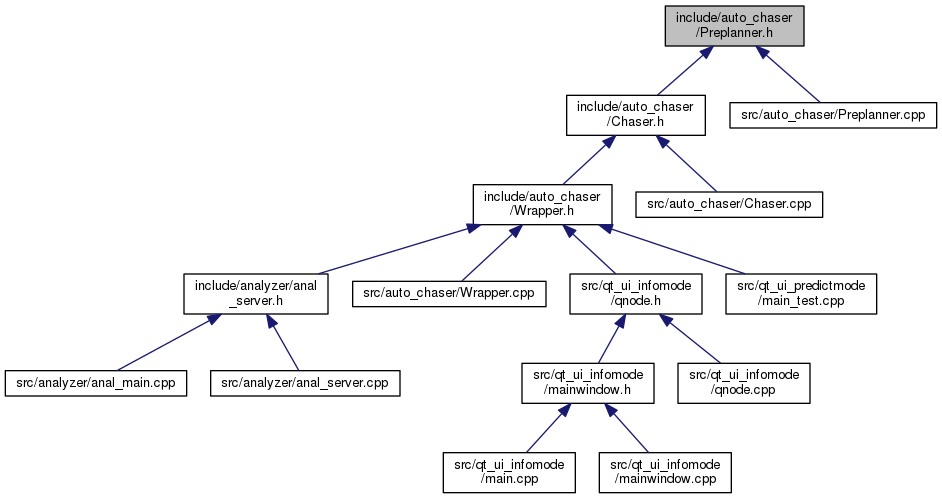 include/auto_chaser
/Preplanner.h
include/auto_chaser
/Chaser.h
src/auto_chaser/Preplanner.cpp
include/auto_chaser
/Wrapper.h
src/auto_chaser/Chaser.cpp
include/analyzer/anal
_server.h
src/auto_chaser/Wrapper.cpp
src/qt_ui_infomode
/qnode.h
src/qt_ui_predictmode
/main_test.cpp
src/analyzer/anal_main.cpp
src/analyzer/anal_server.cpp
src/qt_ui_infomode
/mainwindow.h
src/qt_ui_infomode
/qnode.cpp
src/qt_ui_infomode
/main.cpp
src/qt_ui_infomode
/mainwindow.cpp